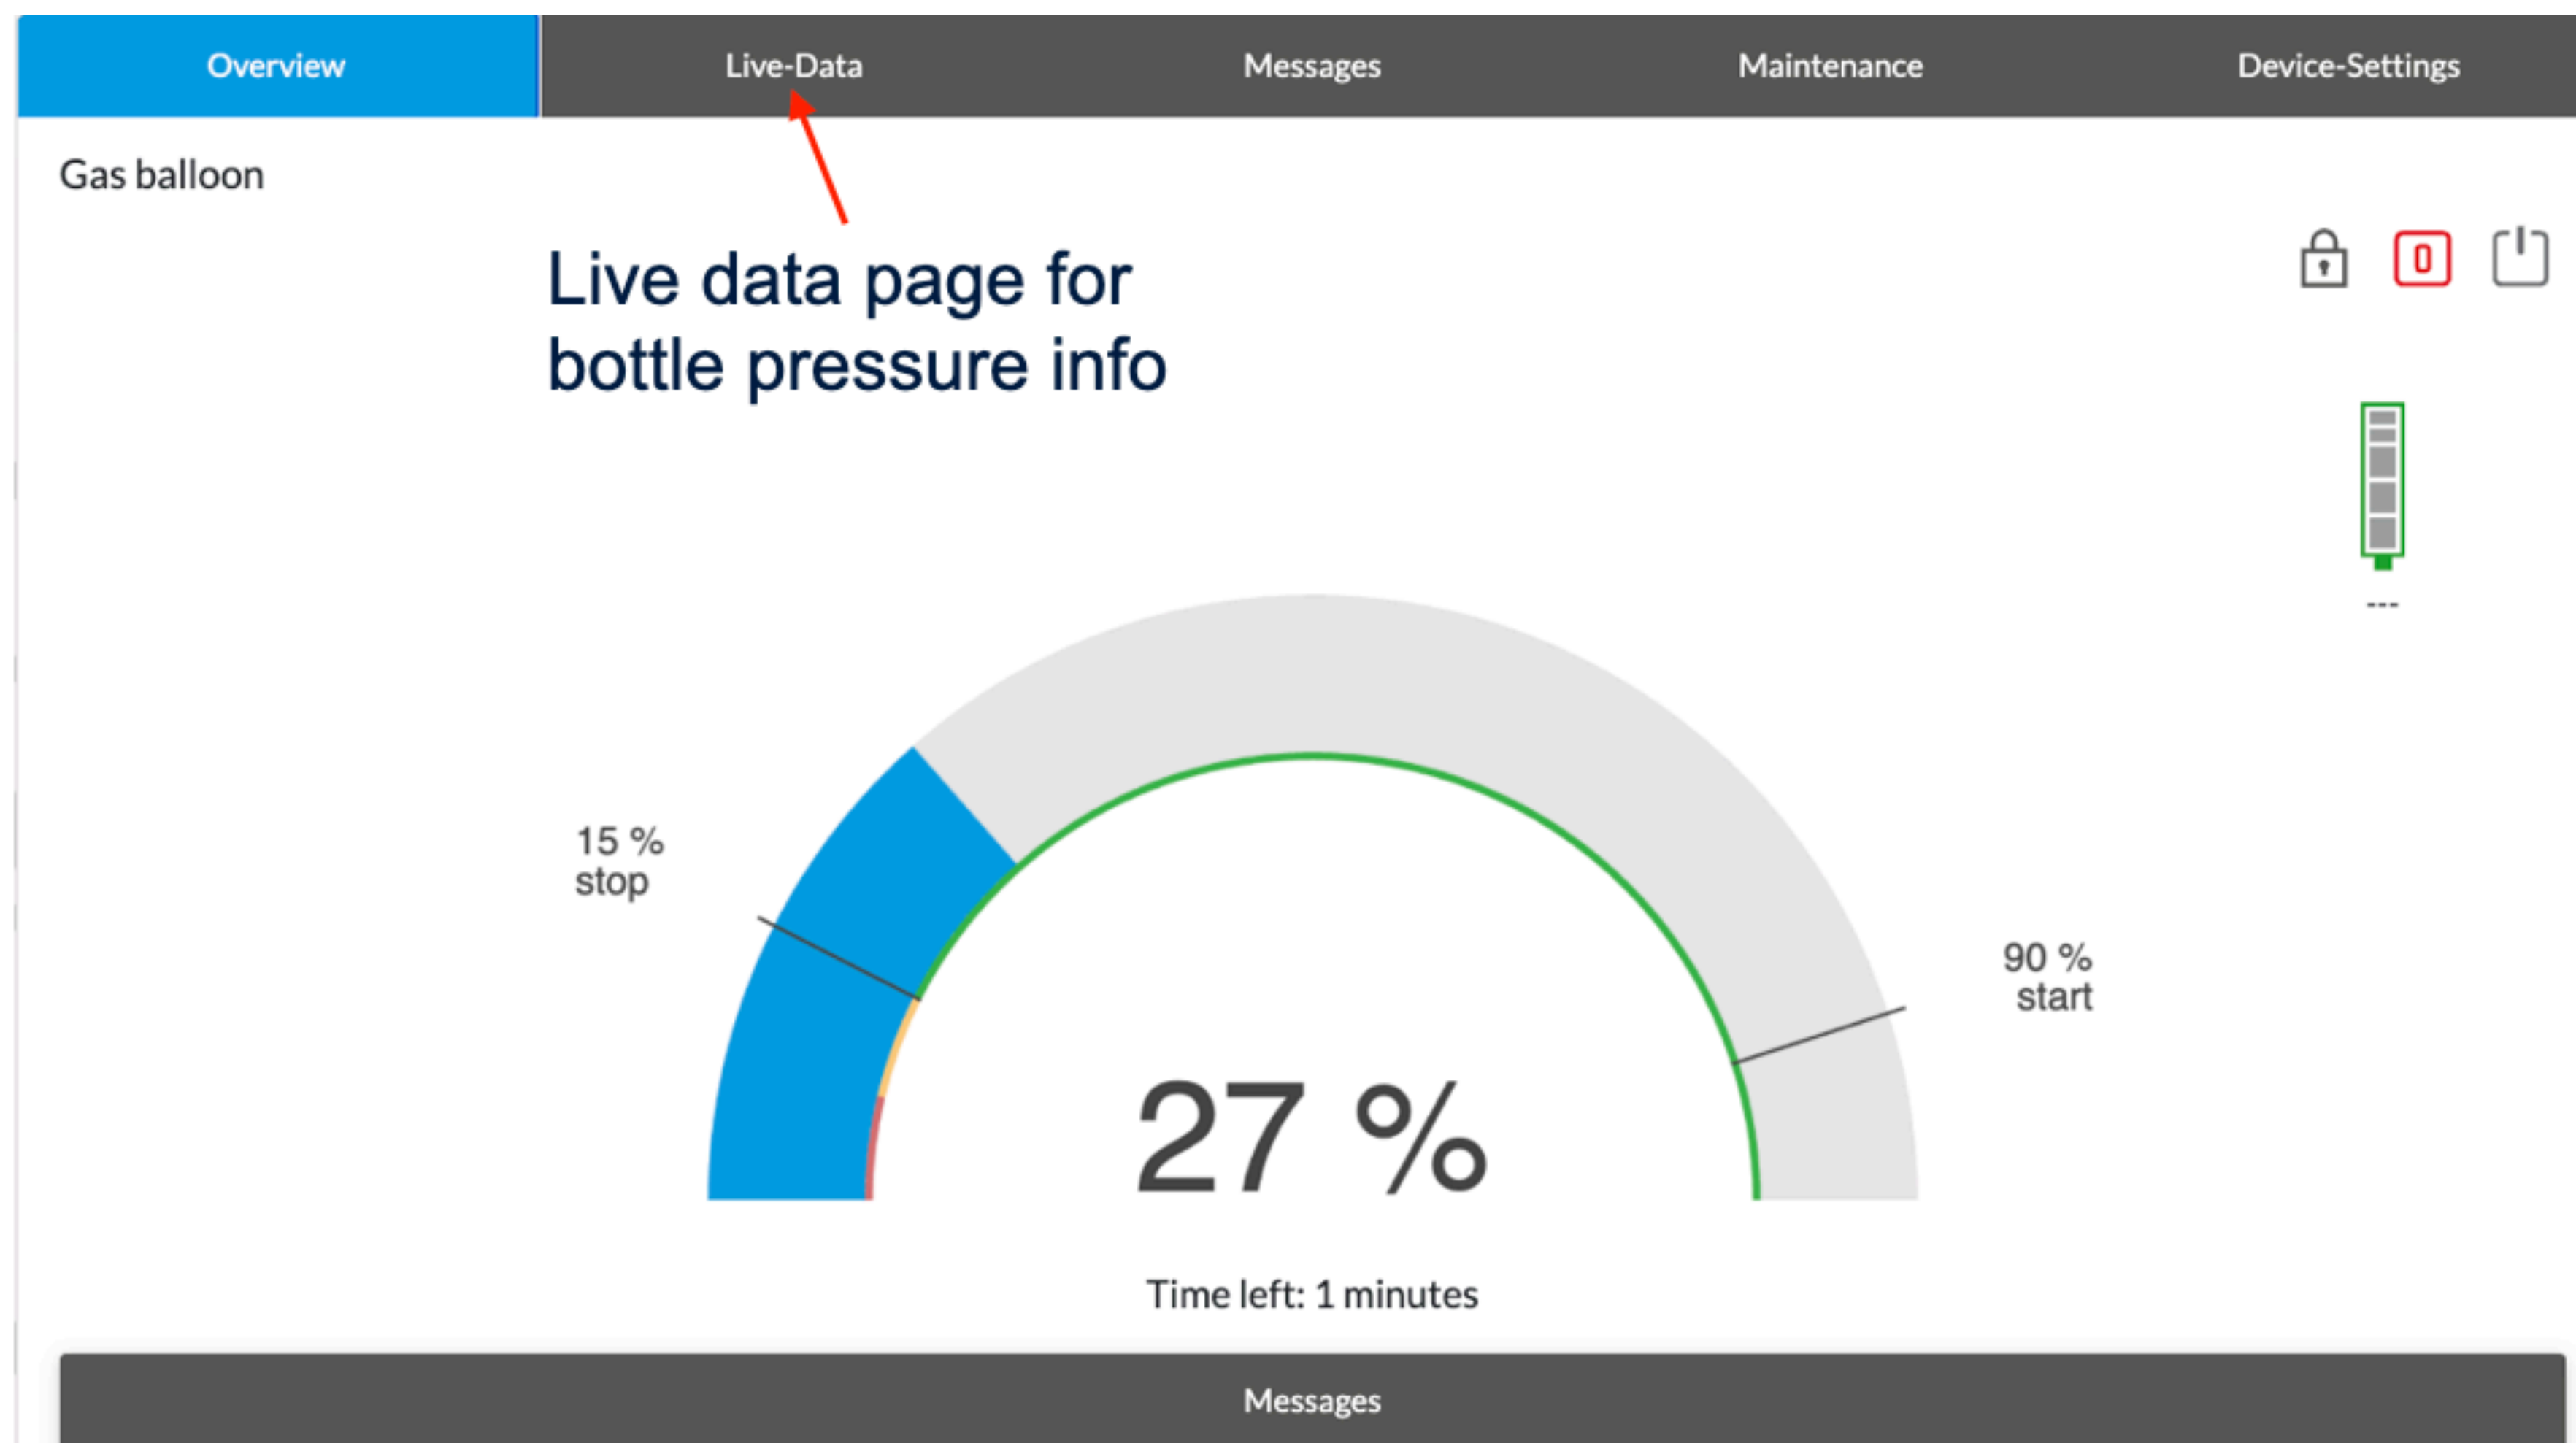 Overview
Live-Data
Messages
Maintenance
Device-Settings
Gas balloon
Live data page for
bottle pressure info
0
---
15 %
stop
90 %
start
27 %
Time left: 1 minutes
Messages